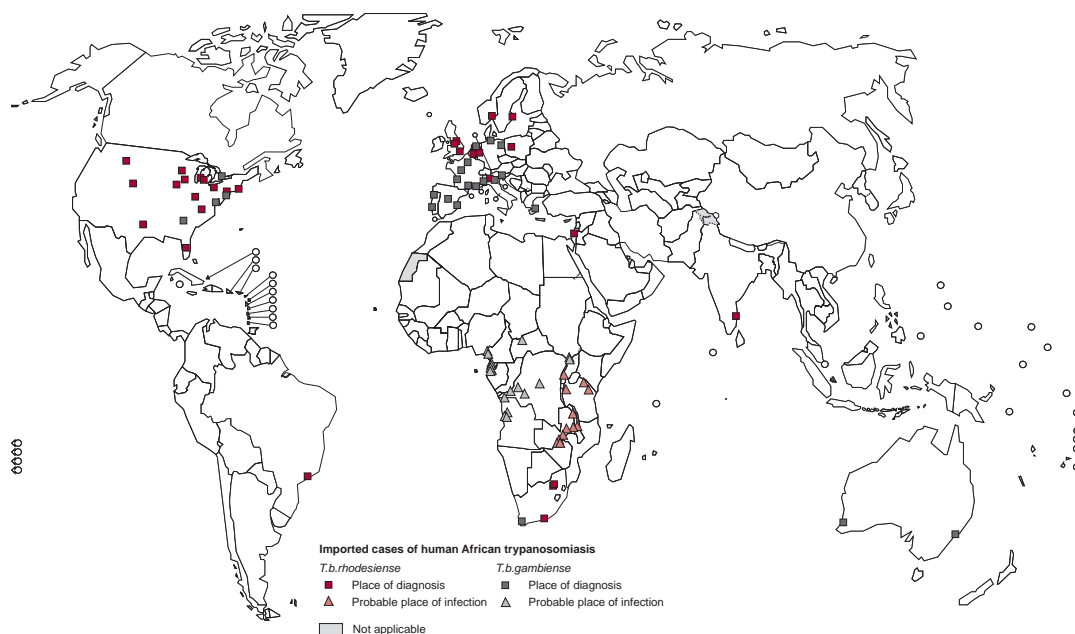 Imported cases of human African trypanosomiasis
T.b.rhodesiense T.b.gambiense
Place of diagnosis Place of diagnosis
Probable place of infection Probable place of infection
Not applicable